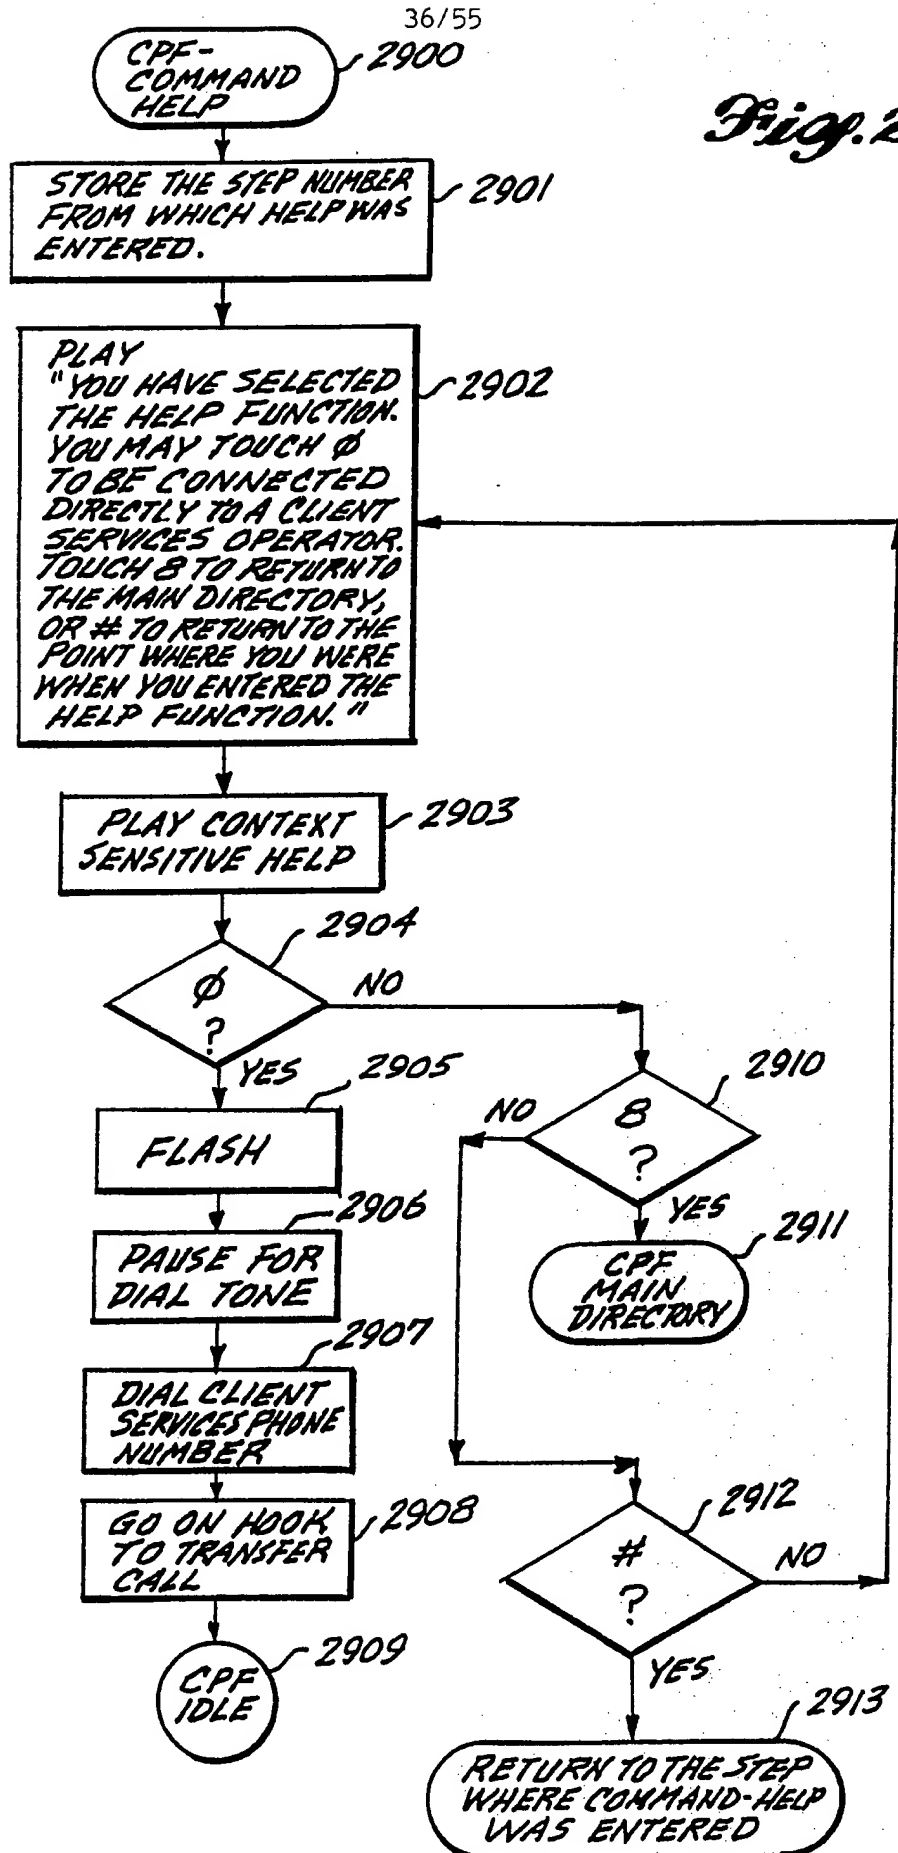 36/55
CPF-
COMMAND
HELP
2900
Fig. 2
STORE THE STEP NUMBER
FROM WHICH HELP WAS
ENTERED.
2901
PLAY
"YOU HAVE SELECTED
THE HELP FUNCTION.
YOU MAY TOUCH Ø
TO BE CONNECTED
DIRECTLY TO A CLIENT
SERVICES OPERATOR.
TOUCH 8 TO RETURN TO
THE MAIN DIRECTORY,
OR # TO RETURN TO THE
POINT WHERE YOU WERE
WHEN YOU ENTERED THE
HELP FUNCTION."
2902
PLAY CONTEXT
SENSITIVE HELP
2903
Ø
?
2904
NO
YES
FLASH
2905
8
?
2910
NO
YES
PAUSE FOR
DIAL TONE
2906
CPF
MAIN
DIRECTORY
2911
DIAL CLIENT
SERVICES PHONE
NUMBER
2907
GO ON HOOK
TO TRANSFER
CALL
2908
#
?
2912
NO
YES
CPF
IDLE
2909
RETURN TO THE STEP
WHERE COMMAND-HELP
WAS ENTERED
2913